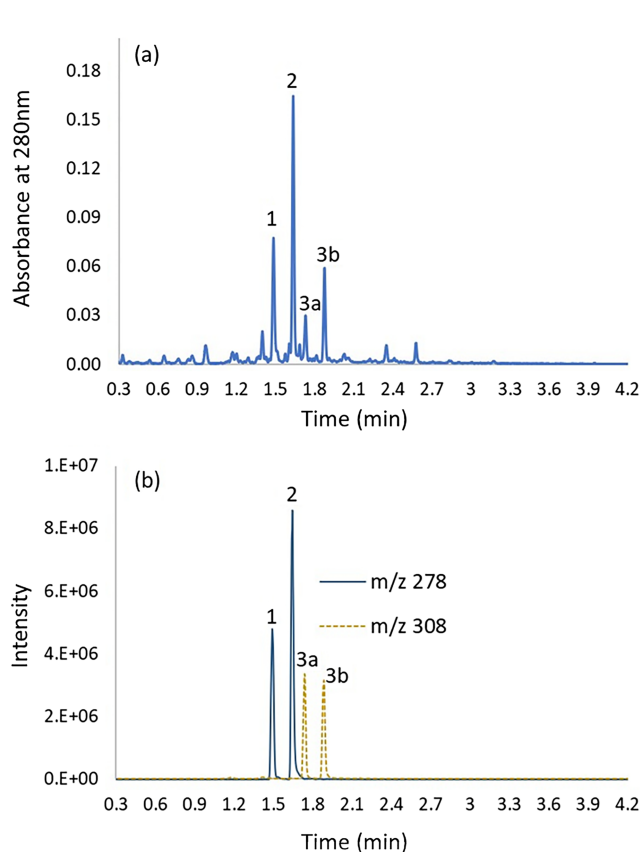 (a)
Absorbance at 280nm
0.18
0.15
0.12
0.09
0.06
0.03
0.00
2
1
3b
3a
0.3 0.6 0.9 1.2 1.5 1.8 2.1 2.4 2.7 3 3.3 3.6 3.9 4.2
Time (min)
(b)
Intensity
1.E+07
8.E+06
6.E+06
4.E+06
2.E+06
0.E+00
2
m/z 278
1
m/z 308
3a
3b
0.3 0.6 0.9 1.2 1.5 1.8 2.1 2.4 2.7 3 3.3 3.6 3.9 4.2
Time (min)